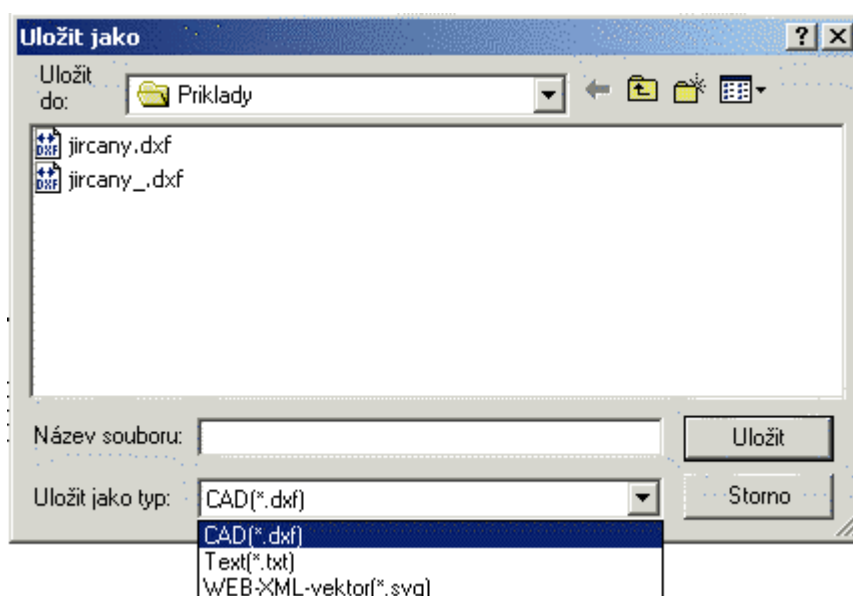 Uložit jako
Uložit
do:
Priklady
jircany.dxf
jircany_.dxf
Název souboru:
Uložit
Uložit jako typ:
CAD(*.dxf)
Storno
CAD(*.dxf)
Text(*.txt)
WEB-XML-vektor(*.svg)